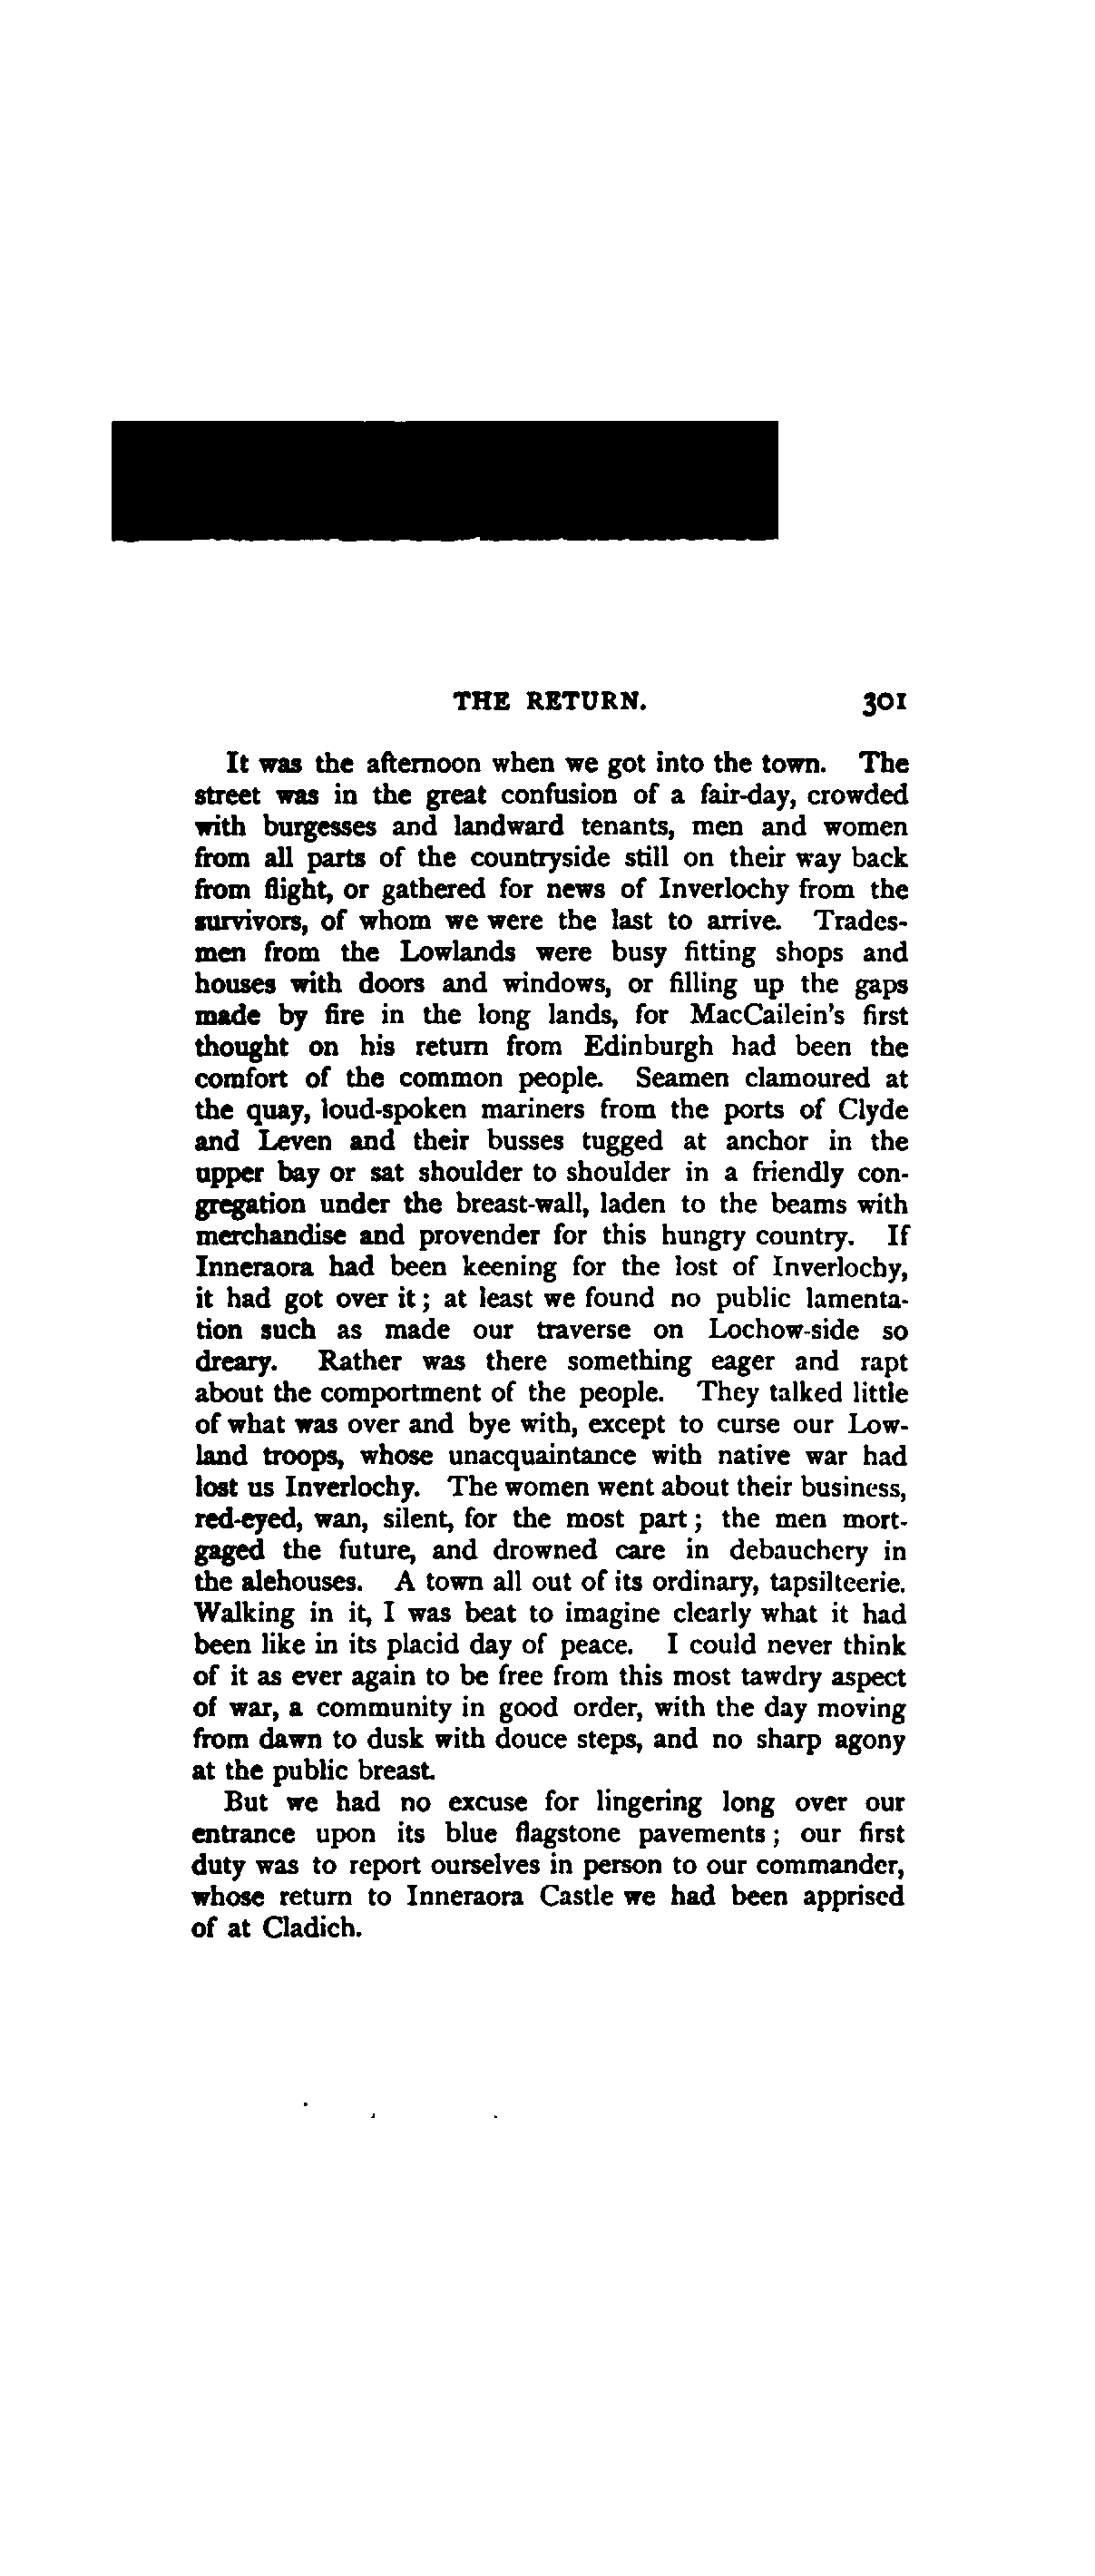 THE RETURN. 301
It was the afternoon when we got into the town. The
street was in the great confusion of a fair-day, crowded
with burgesses and landward tenants, men and women
from all parts of the countryside still on their way back
from flight, or gathered for news of Inverlochy from the
survivors, of whom we were the last to arrive. Trades-
men from the Lowlands were busy fitting shops and
houses with doors and windows, or filling up the gaps
made by fire in the long lands, for MacCailein's first
thought on his return from Edinburgh had been the
comfort of the common people. Seamen clamoured at
the quay, loud-spoken mariners from the ports of Clyde
and Leven and their busses tugged at anchor in the
upper bay or sat shoulder to shoulder in a friendly con-
gregation under the breast-wall, laden to the beams with
merchandise and provender for this hungry country. If
Inneraora had been keening for the lost of Inverlochy,
it had got over it; at least we found no public lamenta-
tion such as made our traverse on Lochow-side so
dreary. Rather was there something eager and rapt
about the comportment of the people. They talked little
of what was over and bye with, except to curse our Low-
land troops, whose unacquaintance with native war had
lost us Inverlochy. The women went about their business,
red-eyed, wan, silent, for the most part; the men mort-
gaged the future, and drowned care in debauchery in
the alehouses. A town all out of its ordinary, tapsilteerie.
Walking in it, I was beat to imagine clearly what it had
been like in its placid day of peace. I could never think
of it as ever again to be free from this most tawdry aspect
of war, a community in good order, with the day moving
from dawn to dusk with douce steps, and no sharp agony
at the public breast.
But we had no excuse for lingering long over our
entrance upon its blue flagstone pavements; our first
duty was to report ourselves in person to our commander,
whose return to Inneraora Castle we had been apprised
of at Cladich.